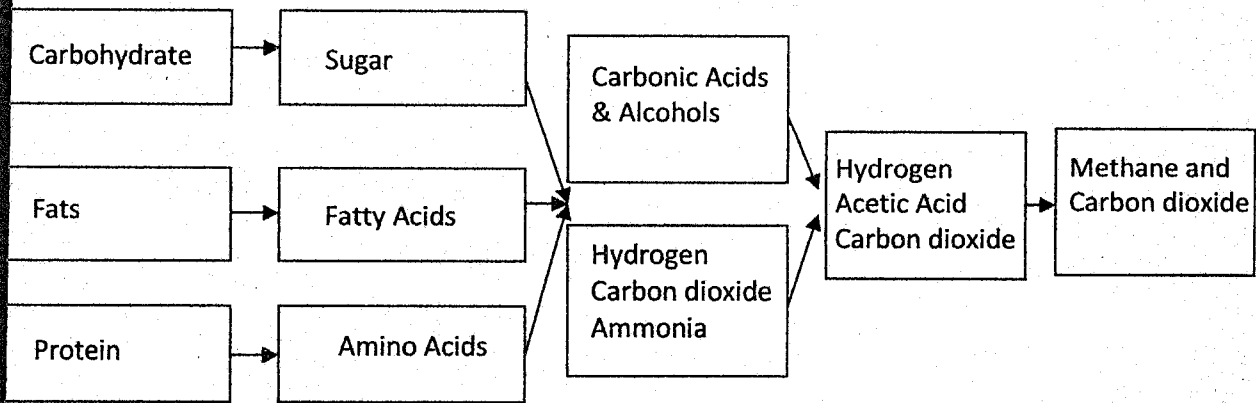 Carbohydrate
Sugar
Fats
Fatty Acids
Protein
Amino Acids
Carbonic Acids
& Alcohols
Hydrogen
Carbon dioxide
Ammonia
Hydrogen
Acetic Acid
Carbon dioxide
Methane and
Carbon dioxide